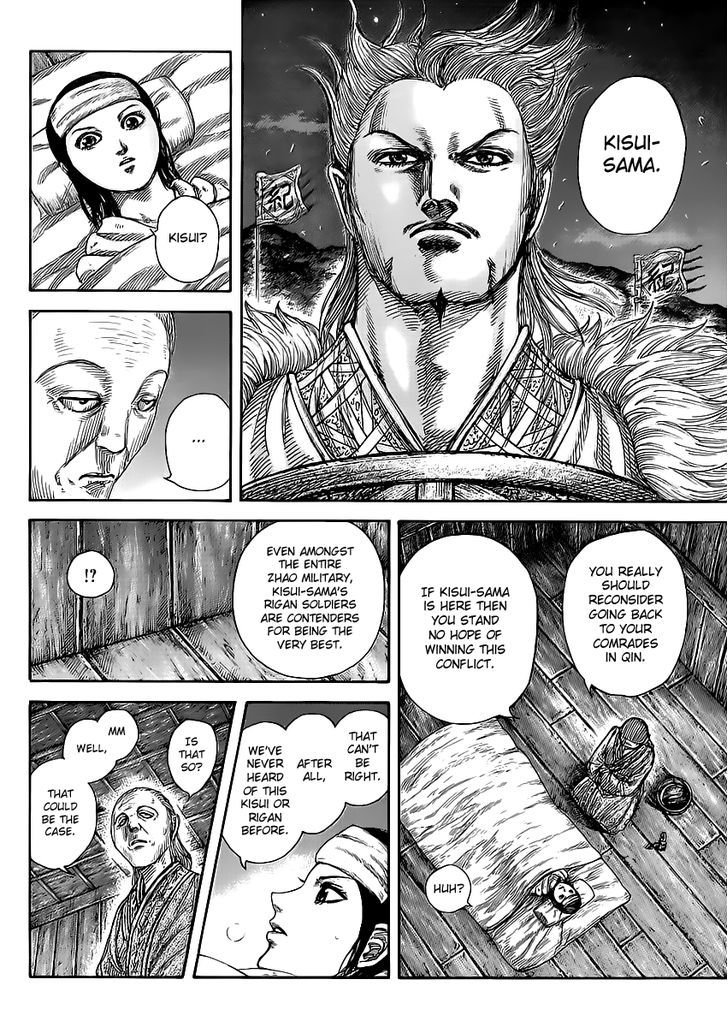 KISUI-
SAMA.
紀
紀
KISUI?
...
YOU REALLY
SHOULD
RECONSIDER
GOING BACK
TO YOUR
COMRADES
IN QIN.
IF KISUI-SAMA
IS HERE THEN
YOU STAND
NO HOPE OF
WINNING THIS
CONFLICT.
HUH?
EVEN AMONGST
THE ENTIRE
ZHAO MILITARY,
KISUI-SAMA'S
RIGAN SOLDIERS
ARE CONTENDERS
FOR BEING THE
VERY BEST.
!?
THAT
CAN'T
BE
RIGHT.
AFTER
ALL,
WE'VE
NEVER
HEARD
OF THIS
KISUI OR
RIGAN
BEFORE.
IS
THAT
SO?
MM
WELL,
THAT
COULD
BE THE
CASE.